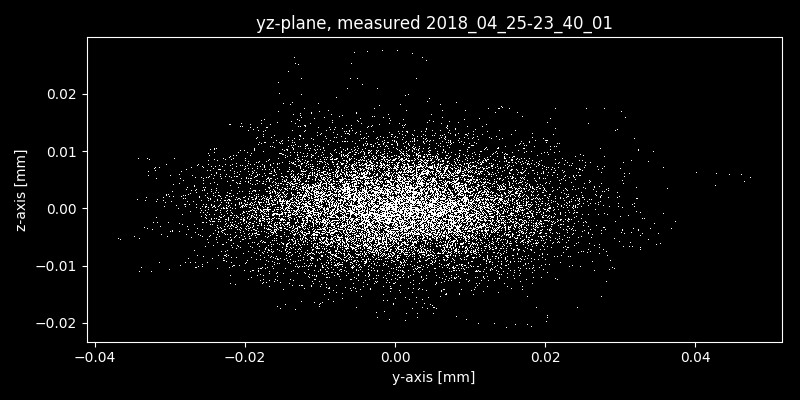 yz-plane, measured 2018_04_25-23_40_01
z-axis [mm]
0.02
0.01
0.00
−0.01
−0.02
−0.04 −0.02 0.00 0.02 0.04
y-axis [mm]